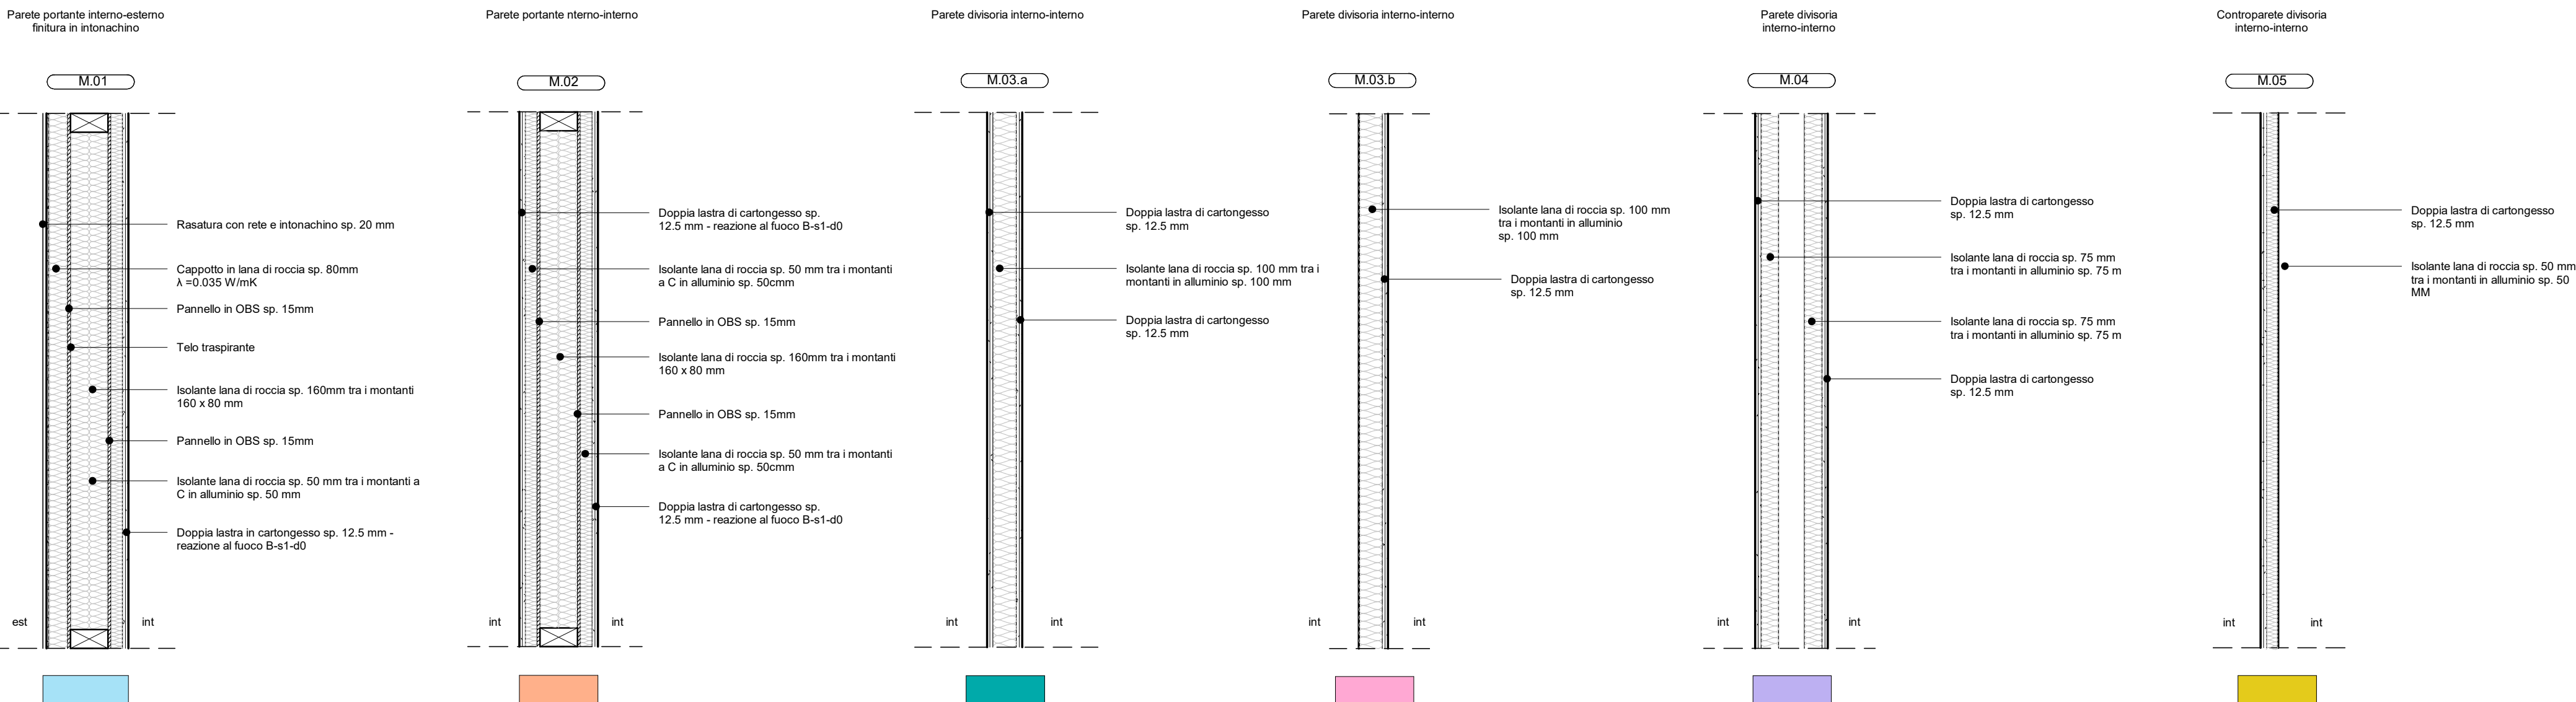 Parete portante interno-esterno
finitura in intonachino
M.01
Rasatura con rete e intonachino sp. 20 mm
Cappotto in lana di roccia sp. 80mm
λ =0.035 W/mK
Pannello in OBS sp. 15mm
Telo traspirante
Isolante lana di roccia sp. 160mm tra i montanti
160 x 80 mm
Pannello in OBS sp. 15mm
Isolante lana di roccia sp. 50 mm tra i montanti a
C in alluminio sp. 50 mm
Doppia lastra in cartongesso sp. 12.5 mm -
reazione al fuoco B-s1-d0
est
int
Parete portante nterno-interno
M.02
Doppia lastra di cartongesso sp.
12.5 mm - reazione al fuoco B-s1-d0
Isolante lana di roccia sp. 50 mm tra i montanti
a C in alluminio sp. 50cmm
Pannello in OBS sp. 15mm
Isolante lana di roccia sp. 160mm tra i montanti
160 x 80 mm
Pannello in OBS sp. 15mm
Isolante lana di roccia sp. 50 mm tra i montanti
a C in alluminio sp. 50cmm
Doppia lastra di cartongesso sp.
12.5 mm - reazione al fuoco B-s1-d0
int
int
Parete divisoria interno-interno
M.03.a
Doppia lastra di cartongesso
sp. 12.5 mm
Isolante lana di roccia sp. 100 mm tra i
montanti in alluminio sp. 100 mm
Doppia lastra di cartongesso
sp. 12.5 mm
int
int
Parete divisoria interno-interno
M.03.b
Isolante lana di roccia sp. 100 mm
tra i montanti in alluminio
sp. 100 mm
Doppia lastra di cartongesso
sp. 12.5 mm
int
int
Parete divisoria
interno-interno
M.04
Doppia lastra di cartongesso
sp. 12.5 mm
Isolante lana di roccia sp. 75 mm
tra i montanti in alluminio sp. 75 m
Isolante lana di roccia sp. 75 mm
tra i montanti in alluminio sp. 75 m
Doppia lastra di cartongesso
sp. 12.5 mm
int
int
Controparete divisoria
interno-interno
M.05
Doppia lastra di cartongesso
sp. 12.5 mm
Isolante lana di roccia sp. 50 mm
tra i montanti in alluminio sp. 50
MM
int
int